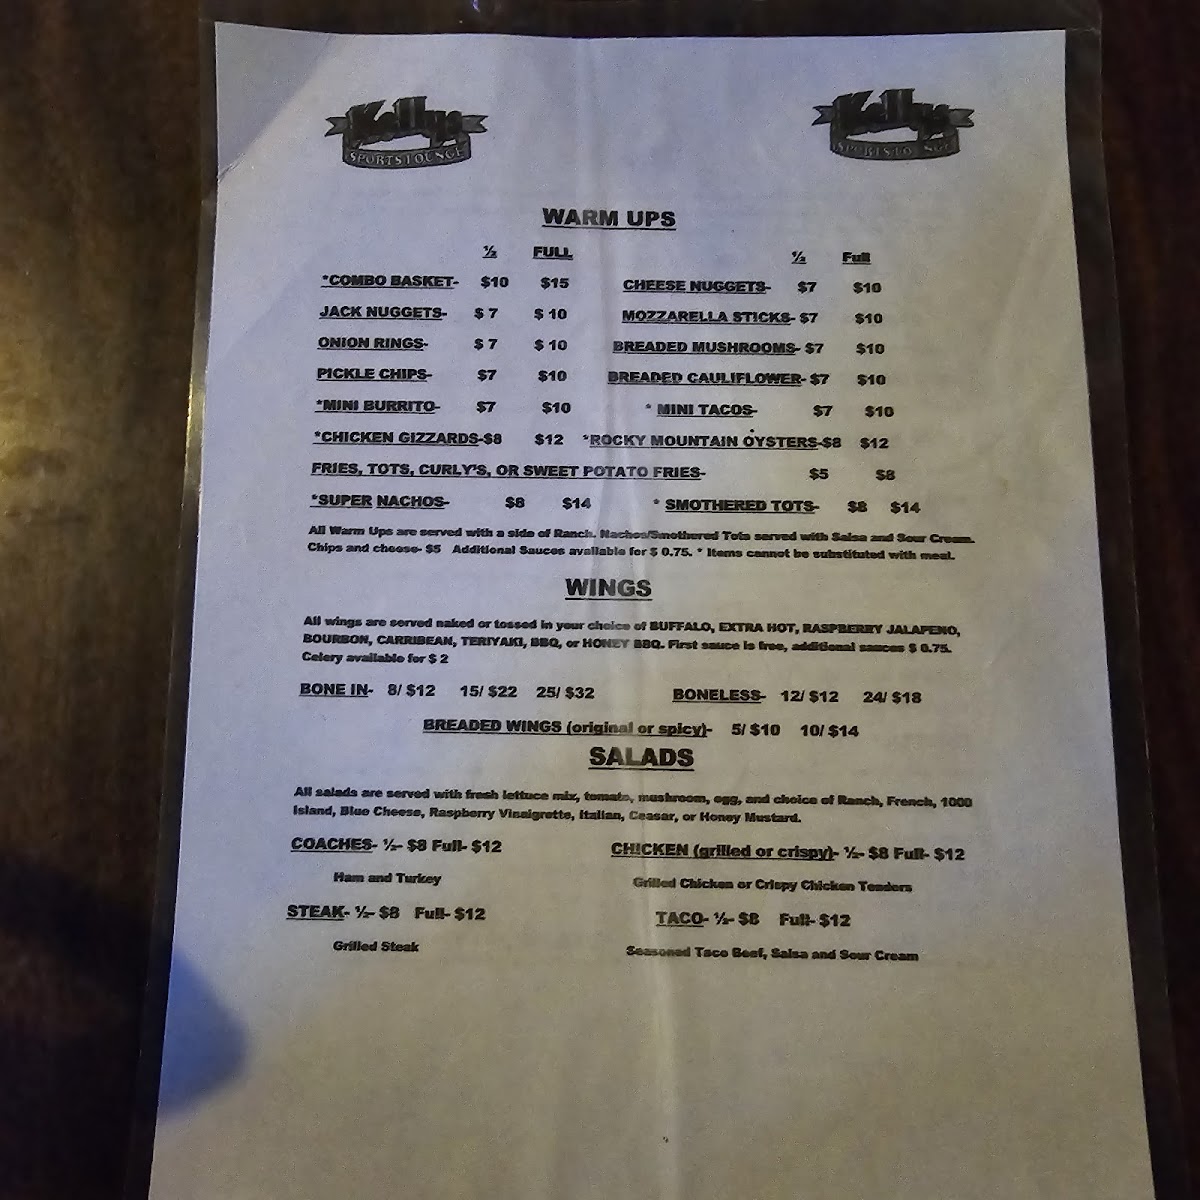 Kellys Kellys
SPORTS LOUNGE SPORTS LOUNGE
WARM UPS
½ FULL ½ Full
*COMBO BASKET- $10 $15 CHEESE NUGGETS- $7 $10
JACK NUGGETS- $ 7 $ 10 MOZZARELLA STICKS- $7 $10
ONION RINGS- $ 7 $ 10 BREADED MUSHROOMS- $7 $10
PICKLE CHIPS- $7 $10 BREADED CAULIFLOWER- $7 $10
*MINI BURRITO- $7 $10 * MINI TACOS- $7 $10
*CHICKEN GIZZARDS-$8 $12 *ROCKY MOUNTAIN OYSTERS-$8 $12
FRIES, TOTS, CURLY'S, OR SWEET POTATO FRIES- $5 $8
*SUPER NACHOS- $8 $14 * SMOTHERED TOTS- $8 $14
All Warm Ups are served with a side of Ranch. Nachos/Smothered Tots served with Salsa and Sour Cream.
Chips and cheese- $5 Additional Sauces available for $ 0.75. * Items cannot be substituted with meal.
WINGS
All wings are served naked or tossed in your choice of BUFFALO, EXTRA HOT, RASPBERRY JALAPENO,
BOURBON, CARRIBEAN, TERIYAKI, BBQ, or HONEY BBQ. First sauce is free, additional sauces $ 0.75.
Celery available for $ 2
BONE IN- 8/ $12 15/ $22 25/ $32 BONELESS- 12/ $12 24/ $18
BREADED WINGS (original or spicy)- 5/ $10 10/ $14
SALADS
All salads are served with fresh lettuce mix, tomato, mushroom, egg, and choice of Ranch, French, 1000
Island, Blue Cheese, Raspberry Vinaigrette, Italian, Ceasar, or Honey Mustard.
COACHES- ½- $8 Full- $12 CHICKEN (grilled or crispy)- ½- $8 Full- $12
Ham and Turkey Grilled Chicken or Crispy Chicken Tenders
STEAK- ½- $8 Full- $12 TACO- ½- $8 Full- $12
Grilled Steak Seasoned Taco Beef, Salsa and Sour Cream